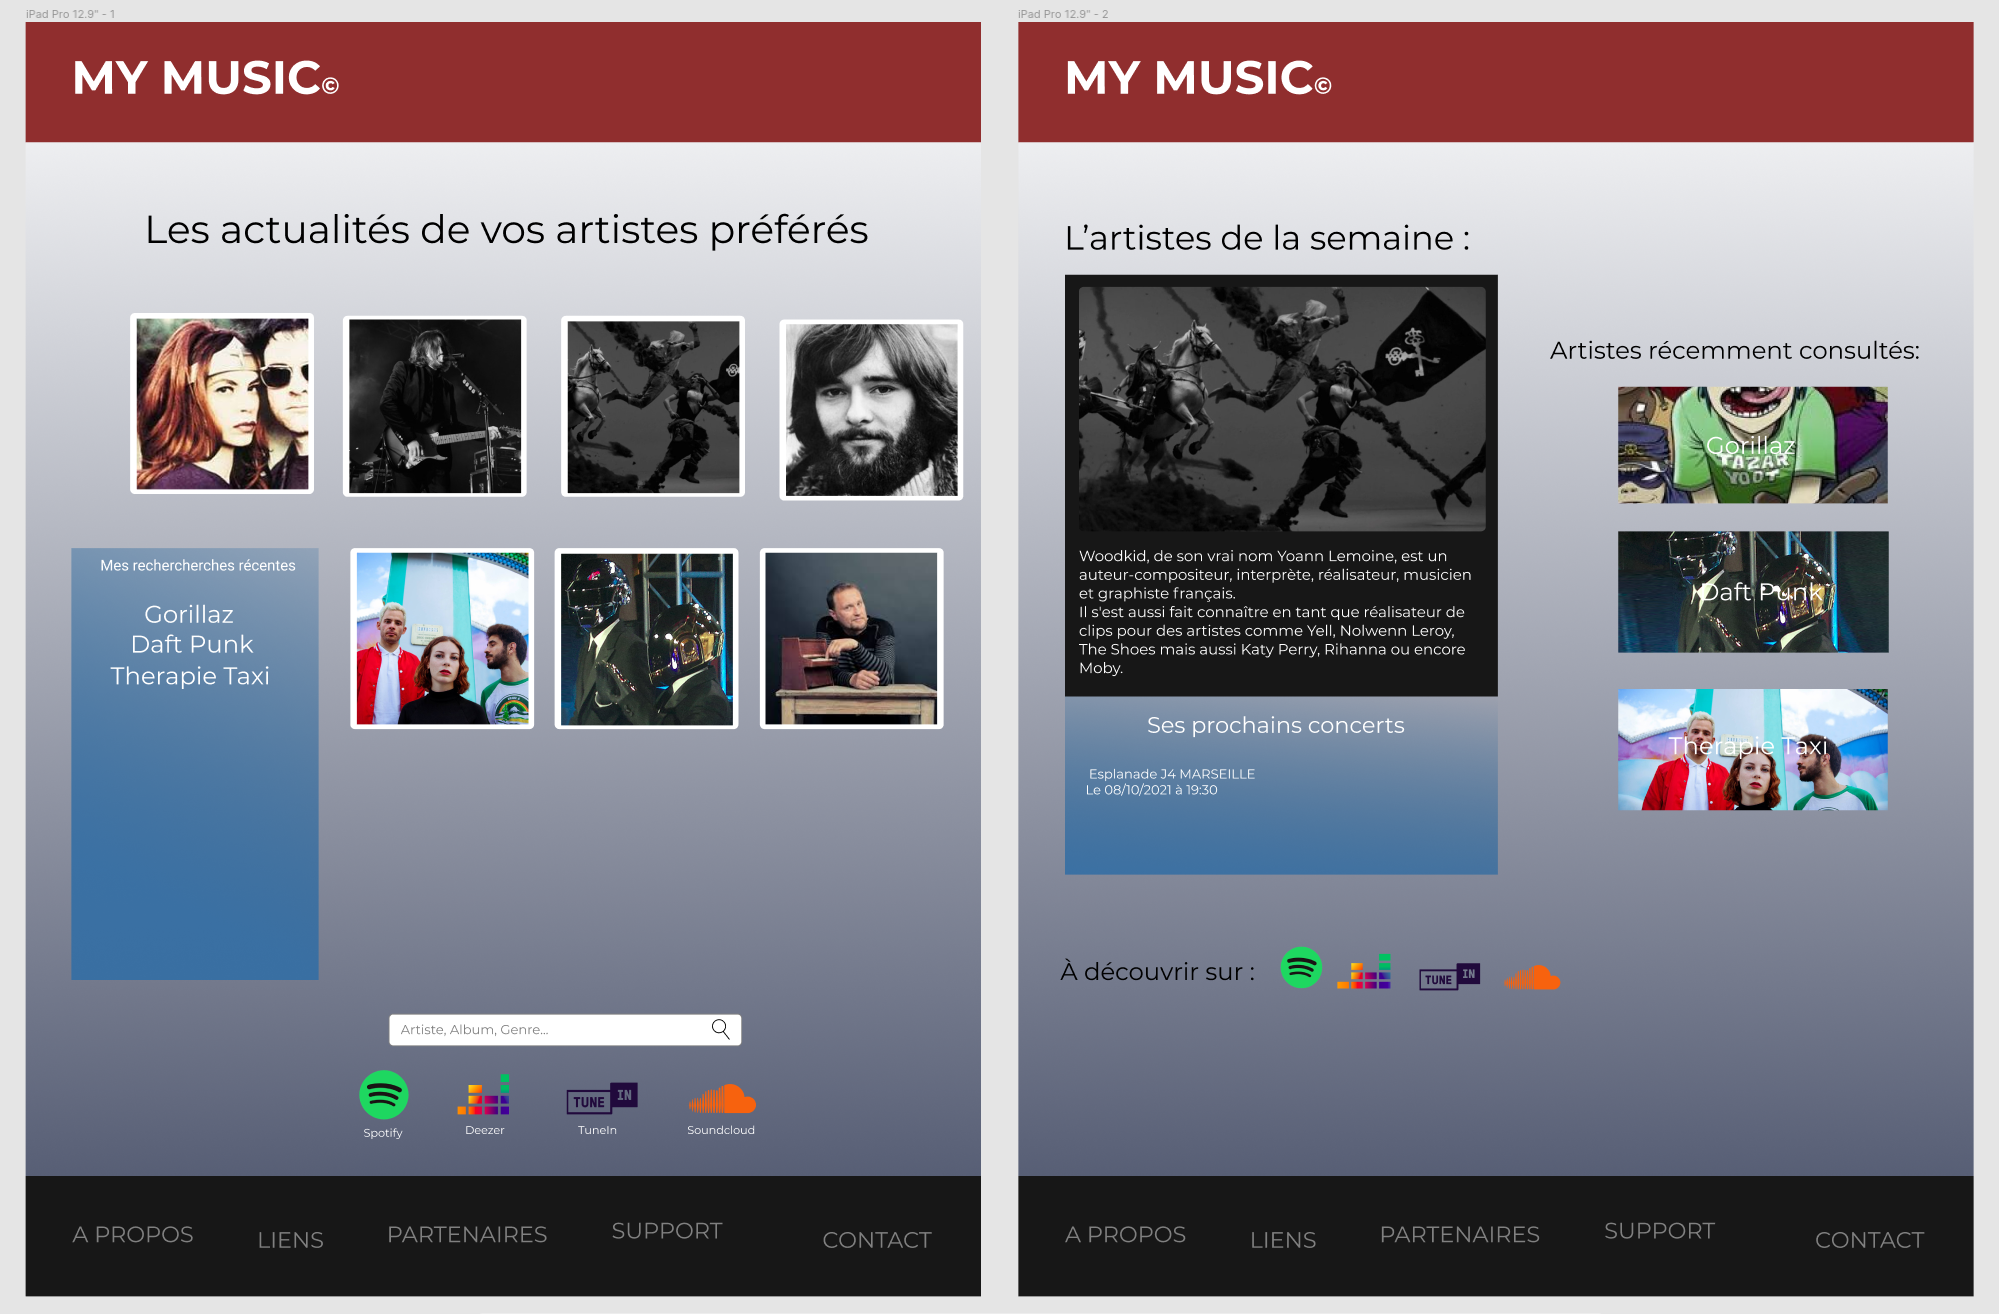 iPad Pro 12.9" - 1
MY MUSIC©
Les actualités de vos artistes préférés
Mes rechercherches récentes
Gorillaz
Daft Punk
Therapie Taxi
Artiste, Album, Genre...
TUNE IN
Spotify
Deezer
TuneIn
Soundcloud
A PROPOS
LIENS
PARTENAIRES
SUPPORT
CONTACT
iPad Pro 12.9" - 2
MY MUSIC©
L’artistes de la semaine :
Woodkid, de son vrai nom Yoann Lemoine, est un
auteur-compositeur, interprète, réalisateur, musicien
et graphiste français.
Il s'est aussi fait connaître en tant que réalisateur de
clips pour des artistes comme Yell, Nolwenn Leroy,
The Shoes mais aussi Katy Perry, Rihanna ou encore
Moby.
Ses prochains concerts
Esplanade J4 MARSEILLE
Le 08/10/2021 à 19:30
Artistes récemment consultés:
Gorillaz
TAZAR
YOOT
Daft Punk
Therapie Taxi
À découvrir sur :
TUNE IN
A PROPOS
LIENS
PARTENAIRES
SUPPORT
CONTACT